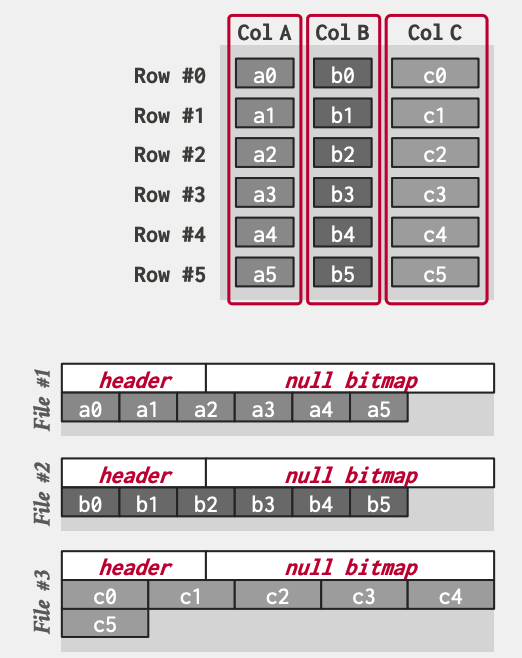 Col A Col B Col C
Row #0 a0 b0 c0
Row #1 a1 b1 c1
Row #2 a2 b2 c2
Row #3 a3 b3 c3
Row #4 a4 b4 c4
Row #5 a5 b5 c5
File #1
header null bitmap
a0 a1 a2 a3 a4 a5
File #2
header null bitmap
b0 b1 b2 b3 b4 b5
File #3
header null bitmap
c0 c1 c2 c3 c4
c5